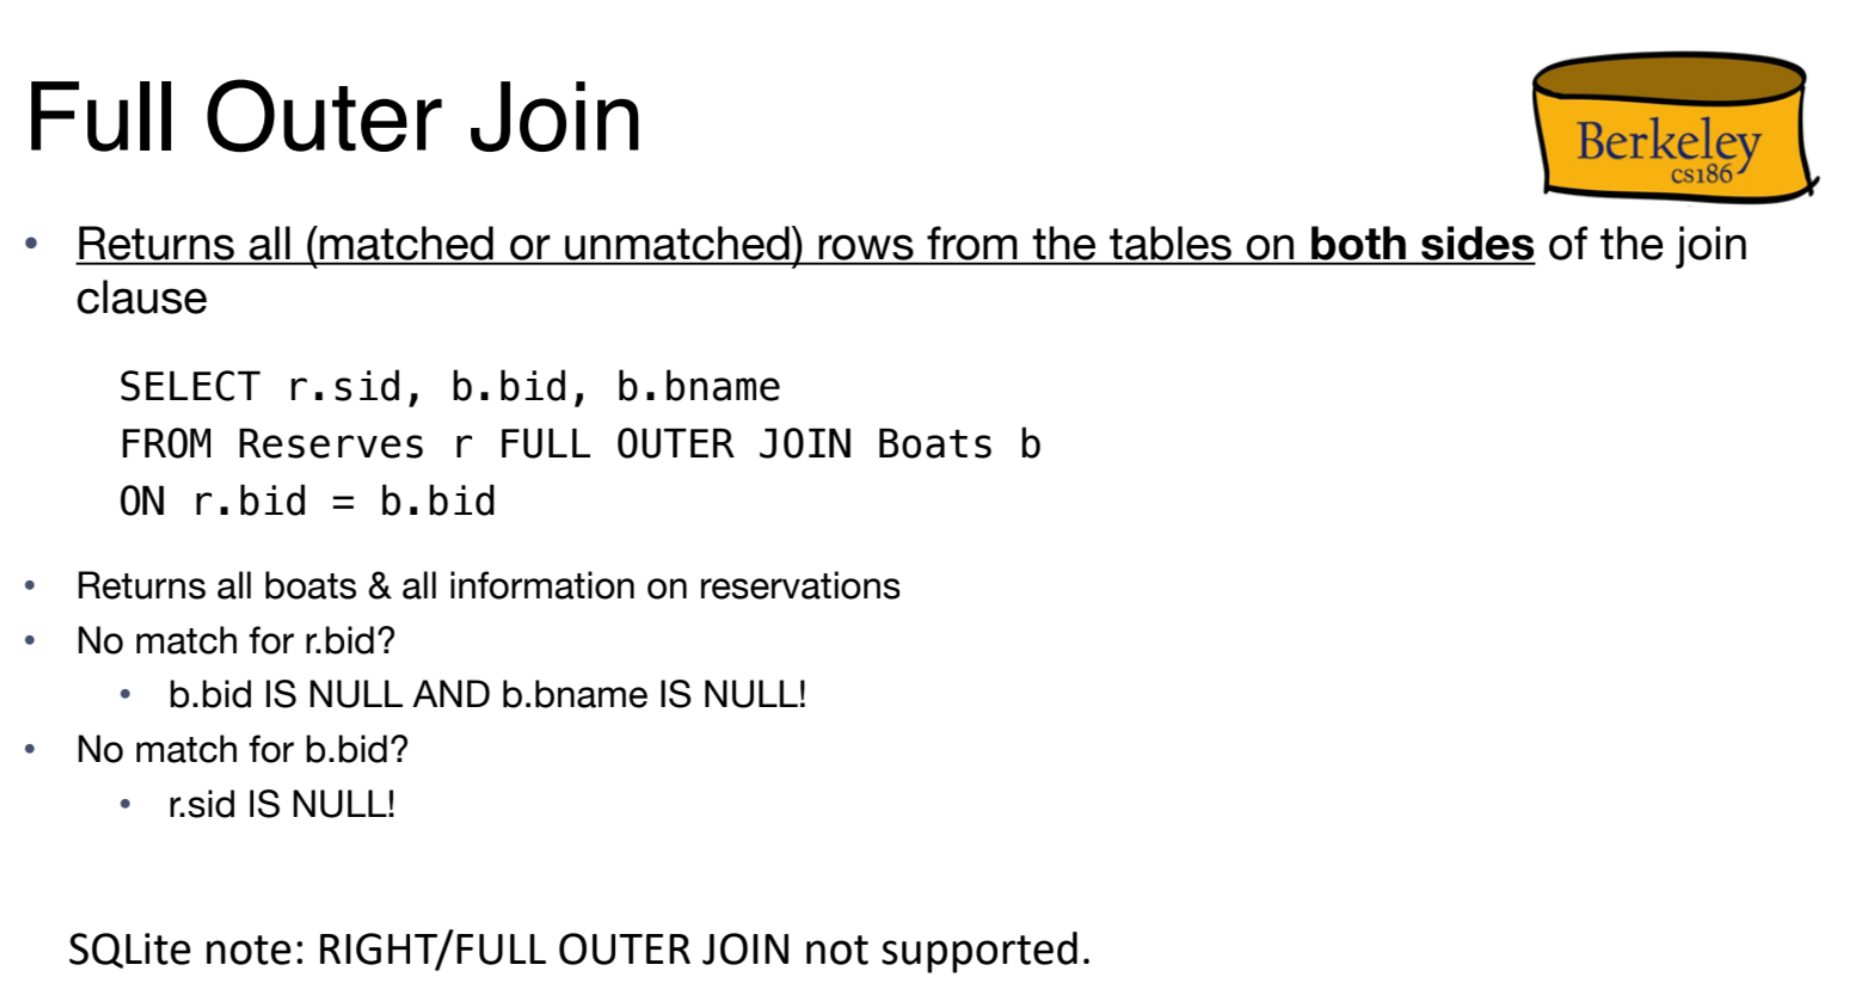 Full Outer Join
Berkeley
cs186
• Returns all (matched or unmatched) rows from the tables on both sides of the join
clause
SELECT r.sid, b.bid, b.bname
FROM Reserves r FULL OUTER JOIN Boats b
ON r.bid = b.bid
• Returns all boats & all information on reservations
• No match for r.bid?
• b.bid IS NULL AND b.bname IS NULL!
• No match for b.bid?
• r.sid IS NULL!
SQLite note: RIGHT/FULL OUTER JOIN not supported.